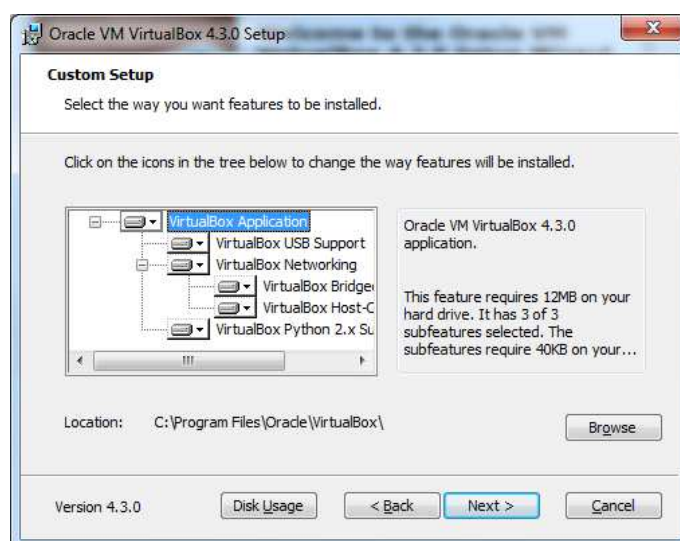 Oracle VM VirtualBox 4.3.0 Setup
Custom Setup
Select the way you want features to be installed.
Click on the icons in the tree below to change the way features will be installed.
VirtualBox Application
VirtualBox USB Support
VirtualBox Networking
VirtualBox Bridge
VirtualBox Host-C
VirtualBox Python 2.x Su
Oracle VM VirtualBox 4.3.0
application.
This feature requires 12MB on your
hard drive. It has 3 of 3
subfeatures selected. The
subfeatures require 40KB on your...
Location: C:\Program Files\Oracle\VirtualBox\
Browse
Version 4.3.0
Disk Usage
< Back
Next >
Cancel